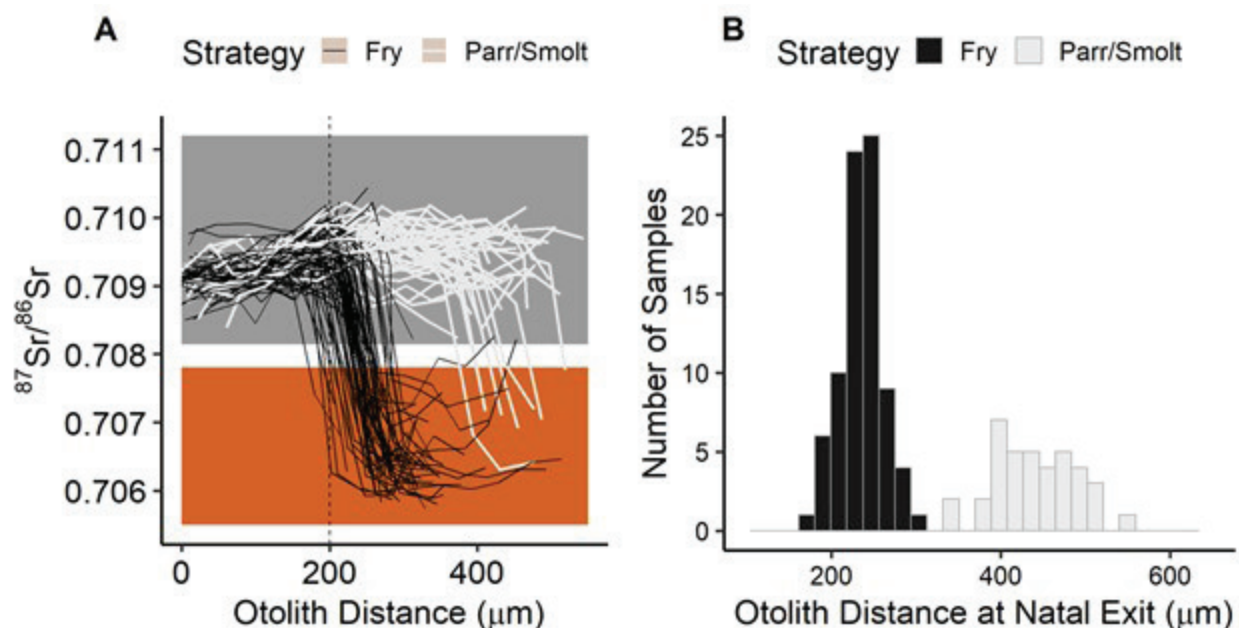 A
Strategy Fry Parr/Smolt
0.711
0.710
0.709
0.708
0.707
0.706
87Sr/86Sr
0 200 400
Otolith Distance (μm)
B
Strategy Fry Parr/Smolt
25
20
15
10
5
0
Number of Samples
200 400 600
Otolith Distance at Natal Exit (μm)